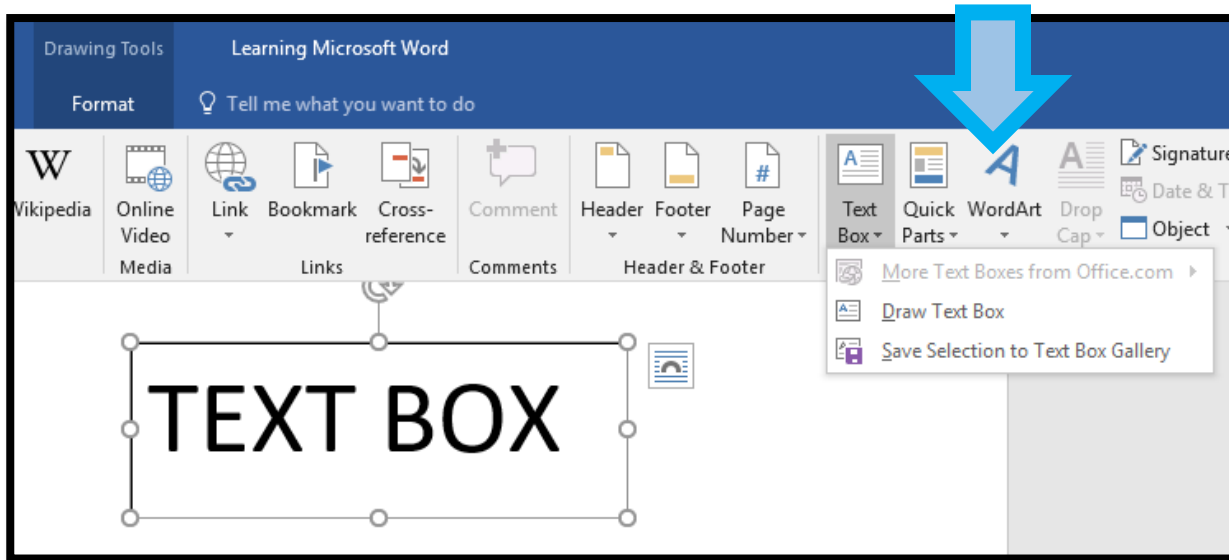 Drawing Tools
Learning Microsoft Word
Format
Tell me what you want to do
W
Wikipedia
Online
Video
Media
Link
Bookmark
Cross-
reference
Links
Comment
Comments
Header
Footer
#
Page
Number
Header & Footer
A
Text
Box
Quick
Parts
A
WordArt
A
Drop
Cap
Signature
Date & T
Object
More Text Boxes from Office.com
A
Draw Text Box
Save Selection to Text Box Gallery
TEXT BOX